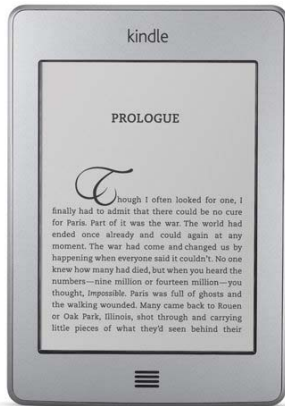 kindle
PROLOGUE
Though I often looked for one, I
finally had to admit that there could be no cure
for Paris. Part of it was the war. The world had
ended once already and could again at any
moment. The war had come and changed us by
happening when everyone said it couldn't. No one
knew how many had died, but when you heard the
numbers—nine million or fourteen million—you
thought, Impossible. Paris was full of ghosts and
the walking wounded. Many came back to Rouen
or Oak Park, Illinois, shot through and carrying
little pieces of what they'd seen behind their